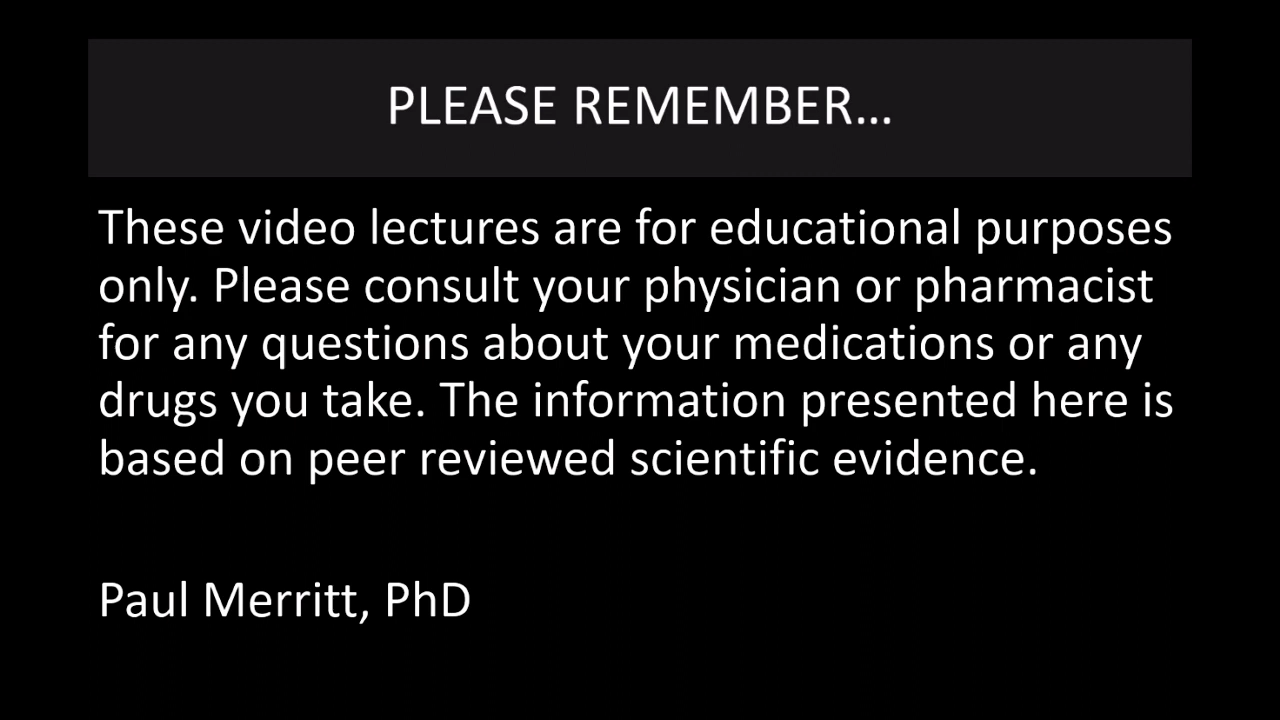 PLEASE REMEMBER…
These video lectures are for educational purposes
only. Please consult your physician or pharmacist
for any questions about your medications or any
drugs you take. The information presented here is
based on peer reviewed scientific evidence.
Paul Merritt, PhD